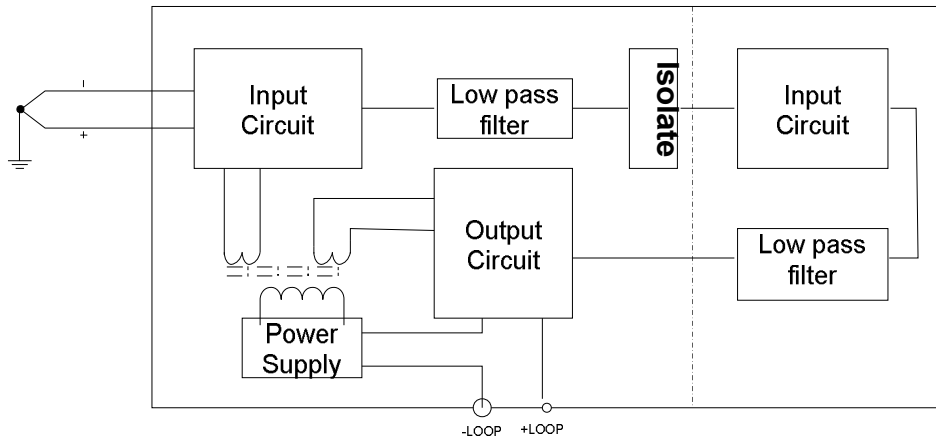 -
+
Input
Circuit
Low pass
filter
Isolate
Input
Circuit
Output
Circuit
Low pass
filter
Power
Supply
-LOOP
+LOOP